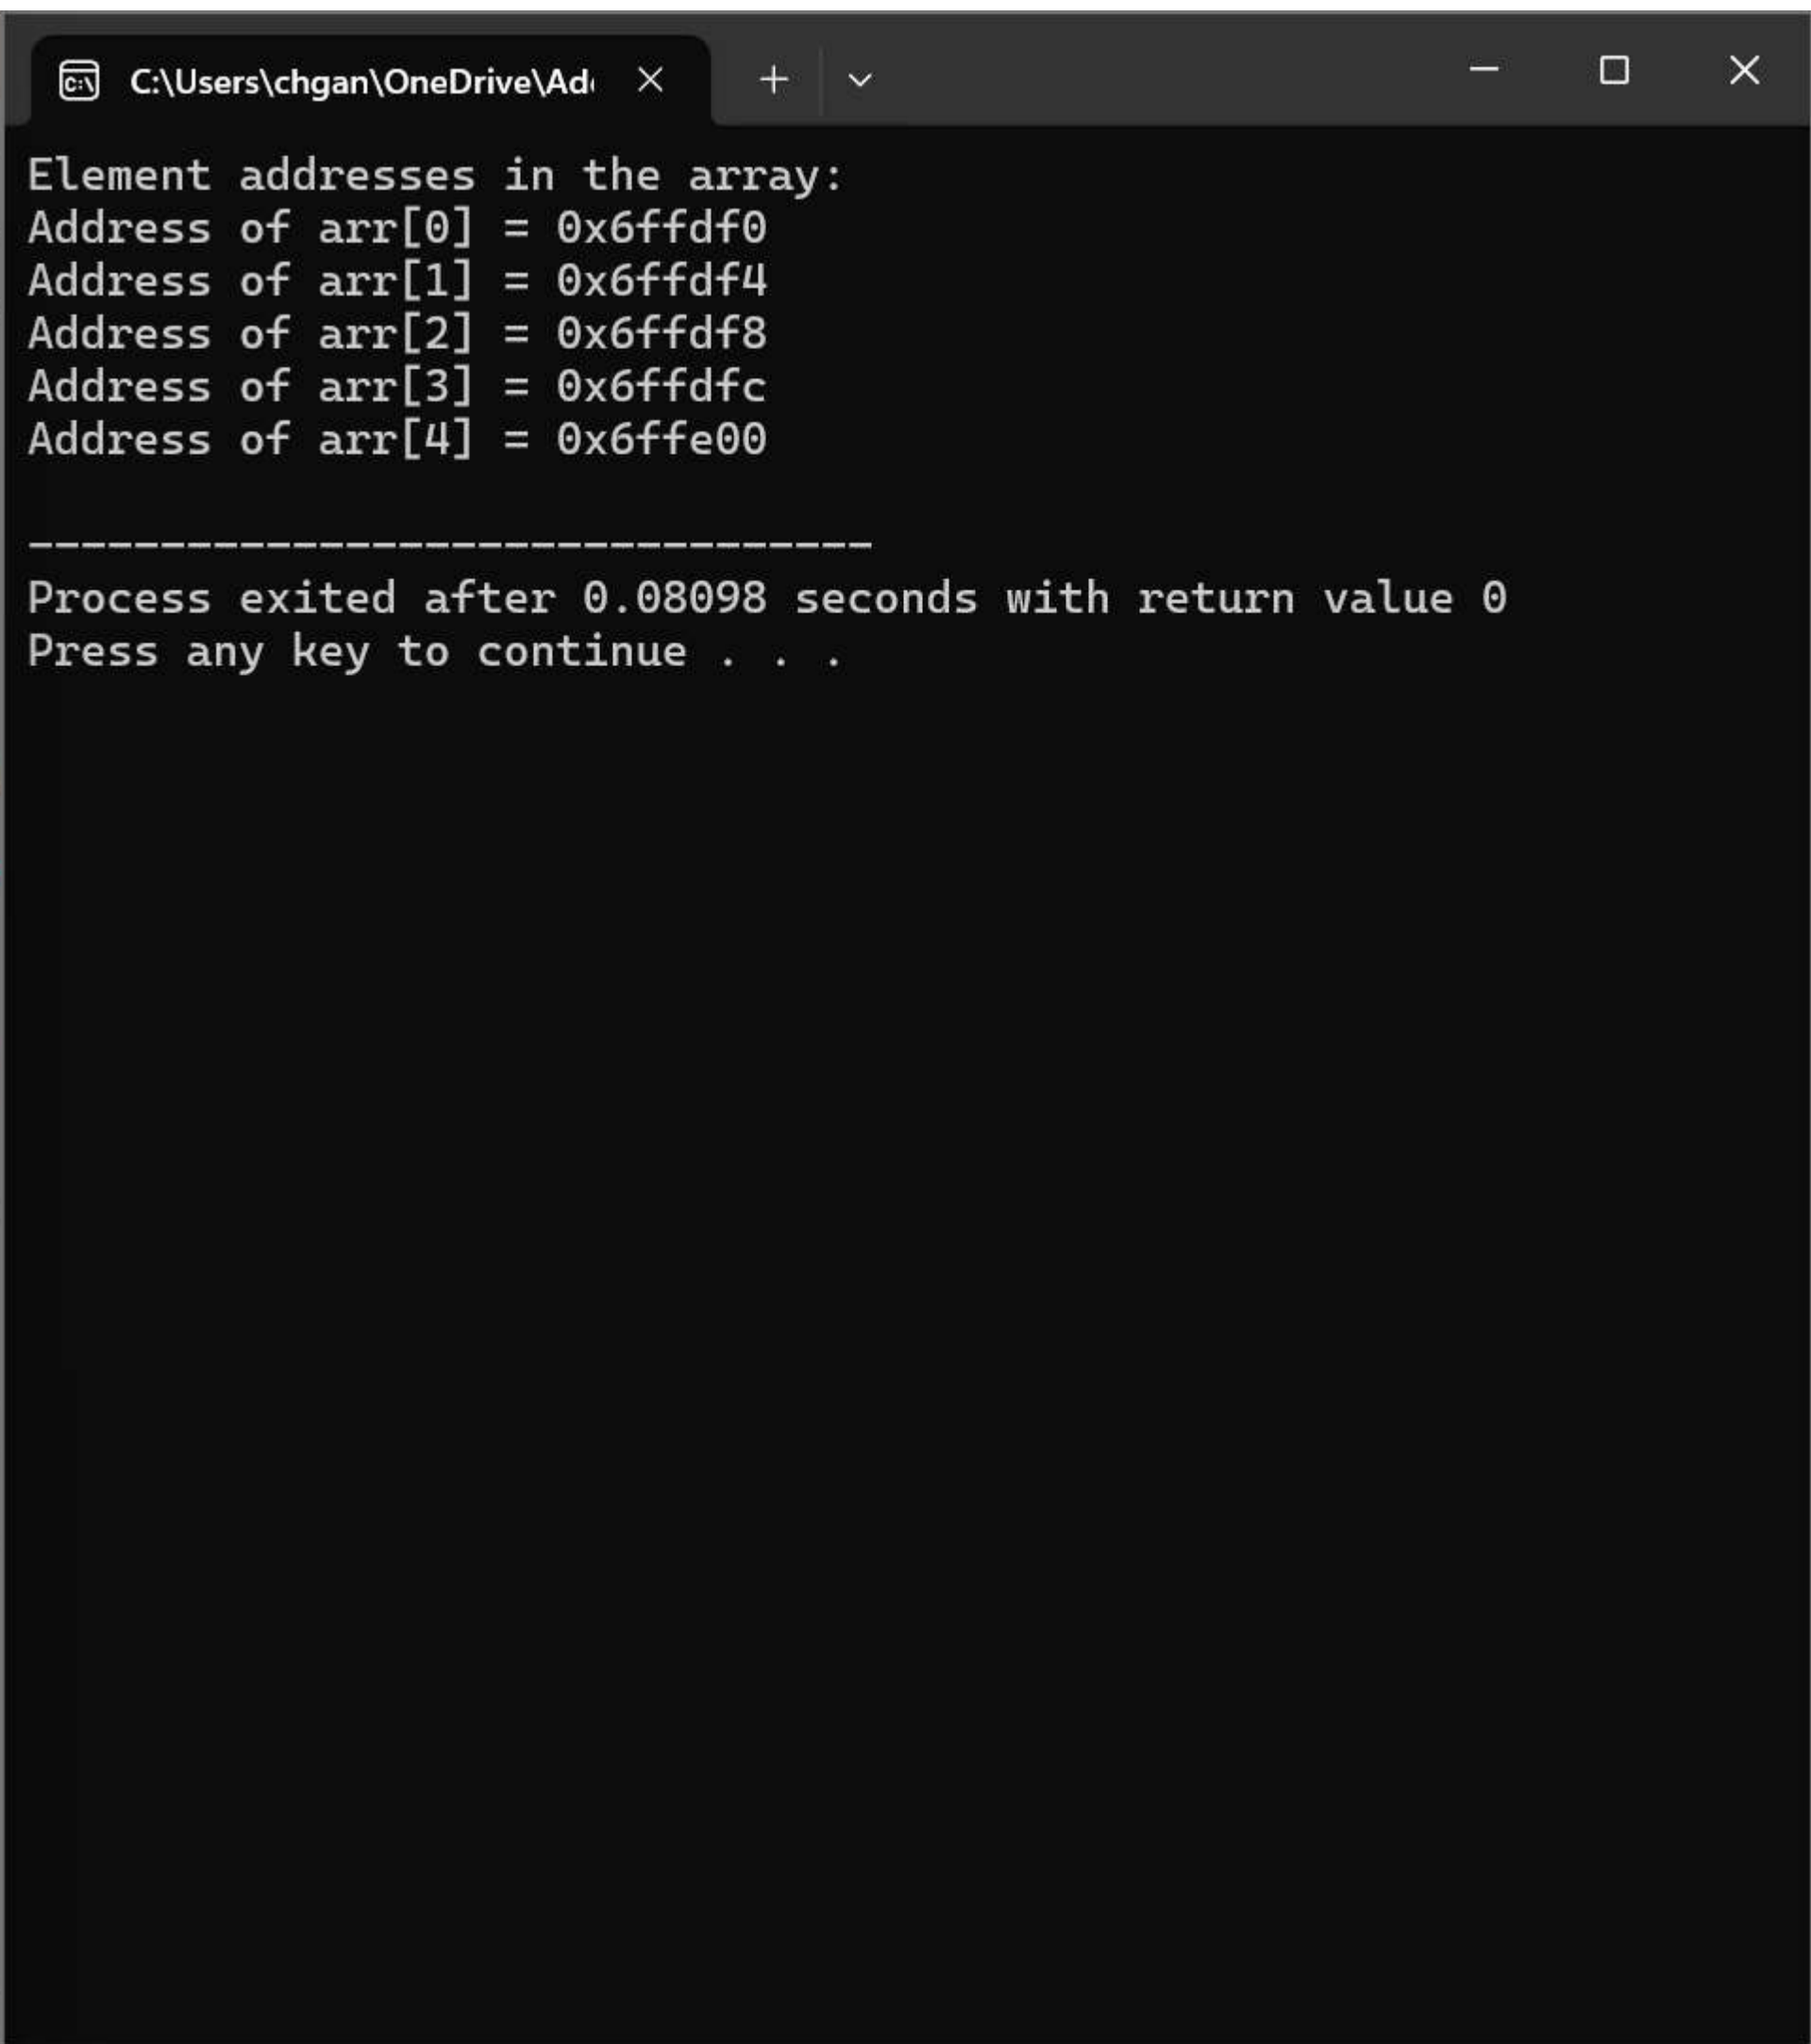 C:\Users\chgan\OneDrive\Ad
Element addresses in the array:
Address of arr[0] = 0x6ffdf0
Address of arr[1] = 0x6ffdf4
Address of arr[2] = 0x6ffdf8
Address of arr[3] = 0x6ffdfc
Address of arr[4] = 0x6ffe00
--------------------------------
Process exited after 0.08098 seconds with return value 0
Press any key to continue . . .